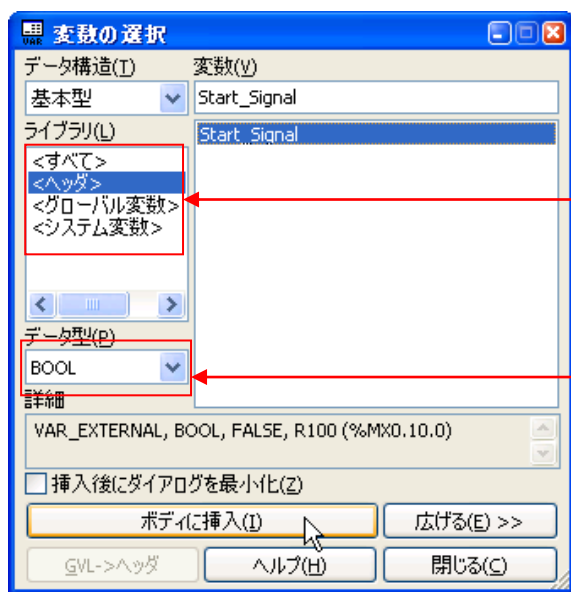 VAR 変数の選択
データ構造(T) 変数(V)
基本型 Start_Signal
ライブラリ(L) Start_Signal
<すべて>
<ヘッダ>
<グローバル変数>
<システム変数>
データ型(P)
BOOL
詳細
VAR_EXTERNAL, BOOL, FALSE, R100 (%MX0.10.0)
挿入後にダイアログを最小化(Z)
ボディに挿入(I) 広げる(E) >>
GVL->ヘッダ ヘルプ(H) 閉じる(C)